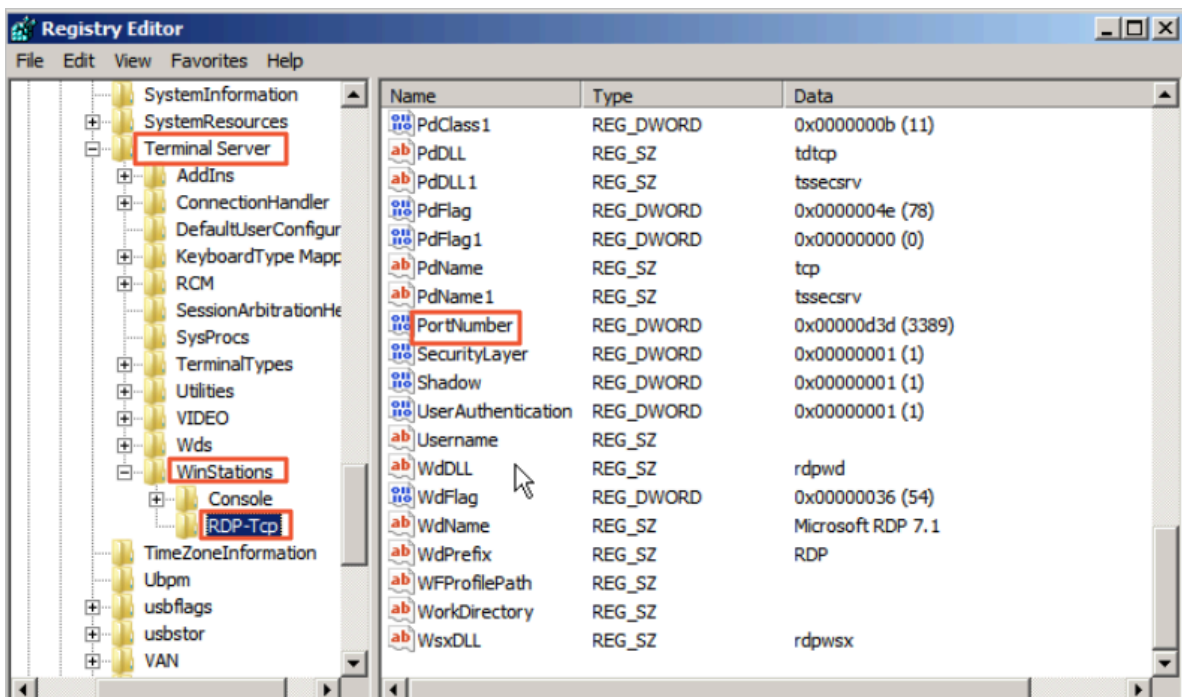 Registry Editor
File Edit View Favorites Help
SystemInformation
SystemResources
Terminal Server
AddIns
ConnectionHandler
DefaultUserConfigur
KeyboardType Mapp
RCM
SessionArbitrationHe
SysProcs
TerminalTypes
Utilities
VIDEO
Wds
WinStations
Console
RDP-Tcp
TimeZoneInformation
Ubpm
usbflags
usbstor
VAN
Name Type Data
PdClass1 REG_DWORD 0x0000000b (11)
PdDLL REG_SZ tdtcp
PdDLL1 REG_SZ tssecsrv
PdFlag REG_DWORD 0x0000004e (78)
PdFlag1 REG_DWORD 0x00000000 (0)
PdName REG_SZ tcp
PdName1 REG_SZ tssecsrv
PortNumber REG_DWORD 0x00000d3d (3389)
SecurityLayer REG_DWORD 0x00000001 (1)
Shadow REG_DWORD 0x00000001 (1)
UserAuthentication REG_DWORD 0x00000001 (1)
Username REG_SZ
WdDLL REG_SZ rdpwd
WdFlag REG_DWORD 0x00000036 (54)
WdName REG_SZ Microsoft RDP 7.1
WdPrefix REG_SZ RDP
WFProfilePath REG_SZ
WorkDirectory REG_SZ
WsxDLL REG_SZ rdpwsx